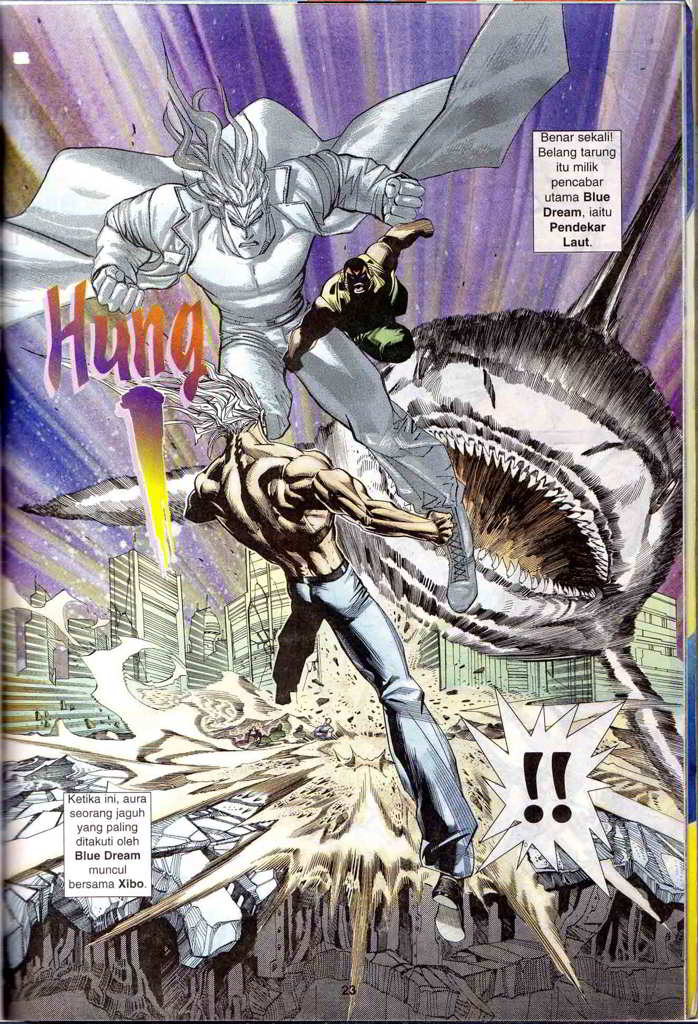 Benar sekali!
Belang tarung
itu milik
pencabar
utama Blue
Dream, iaitu
Pendekar
Laut.
Hung
!
!!
Ketika ini, aura
seorang jaguh
yang paling
ditakuti oleh
Blue Dream
muncul
bersama Xibo.
23